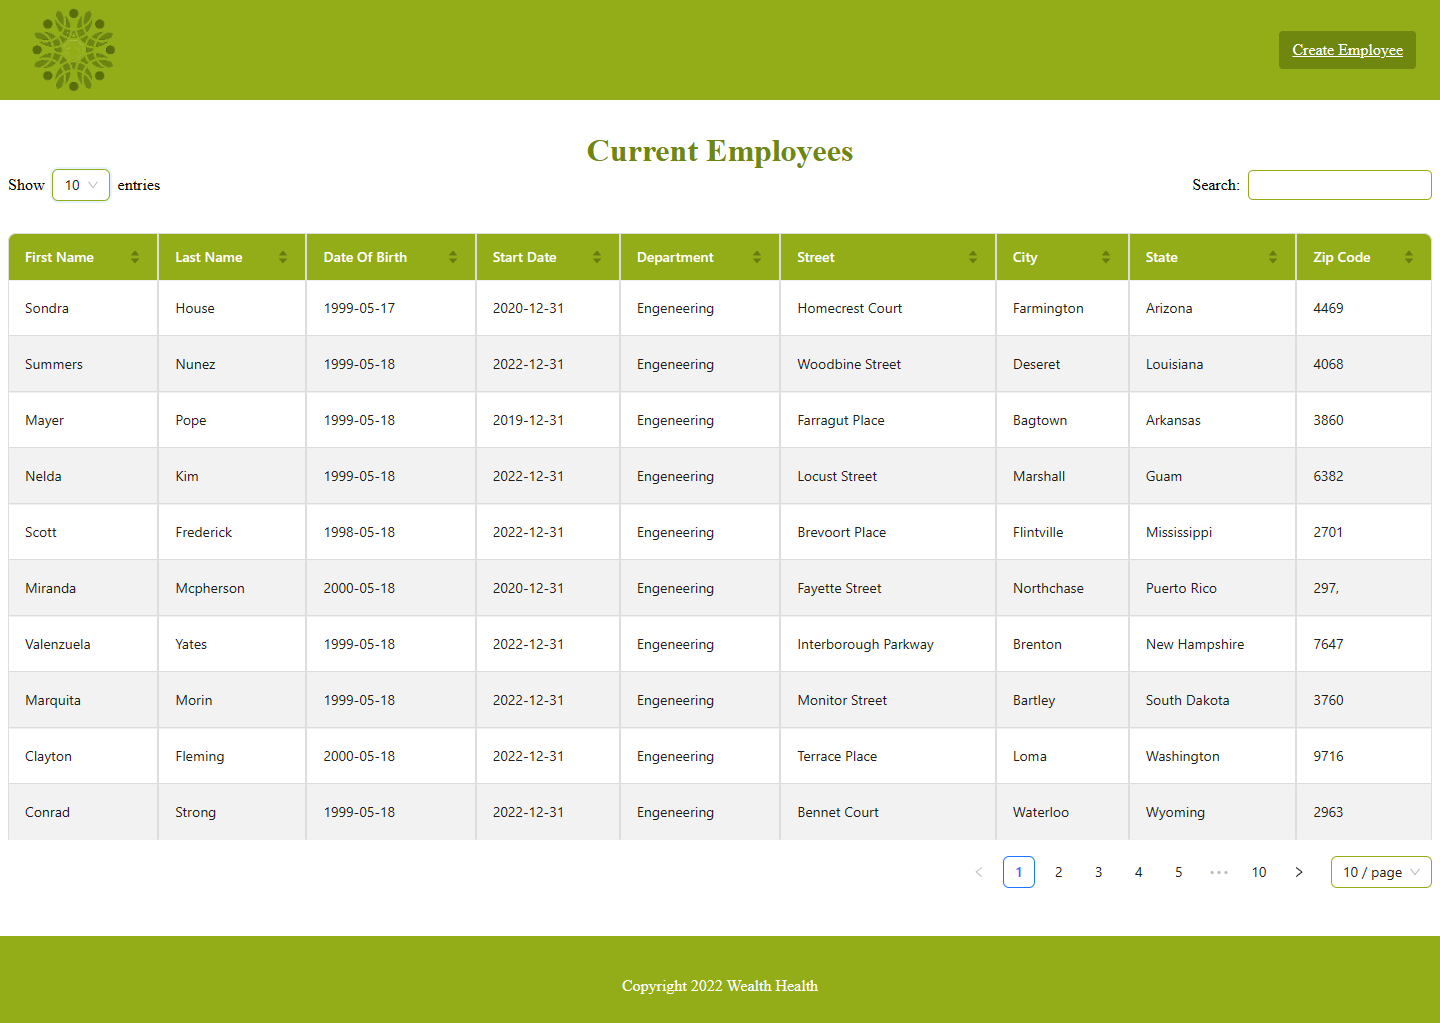 Create Employee
Current Employees
Show 10 entries Search:
First Name Last Name Date Of Birth Start Date Department Street City State Zip Code
Sondra House 1999-05-17 2020-12-31 Engeneering Homecrest Court Farmington Arizona 4469
Summers Nunez 1999-05-18 2022-12-31 Engeneering Woodbine Street Deseret Louisiana 4068
Mayer Pope 1999-05-18 2019-12-31 Engeneering Farragut Place Bagtown Arkansas 3860
Nelda Kim 1999-05-18 2022-12-31 Engeneering Locust Street Marshall Guam 6382
Scott Frederick 1998-05-18 2022-12-31 Engeneering Brevoort Place Flintville Mississippi 2701
Miranda Mcpherson 2000-05-18 2020-12-31 Engeneering Fayette Street Northchase Puerto Rico 297,
Valenzuela Yates 1999-05-18 2022-12-31 Engeneering Interborough Parkway Brenton New Hampshire 7647
Marquita Morin 1999-05-18 2022-12-31 Engeneering Monitor Street Bartley South Dakota 3760
Clayton Fleming 2000-05-18 2022-12-31 Engeneering Terrace Place Loma Washington 9716
Conrad Strong 1999-05-18 2022-12-31 Engeneering Bennet Court Waterloo Wyoming 2963
1 2 3 4 5 ••• 10 10 / page
Copyright 2022 Wealth Health